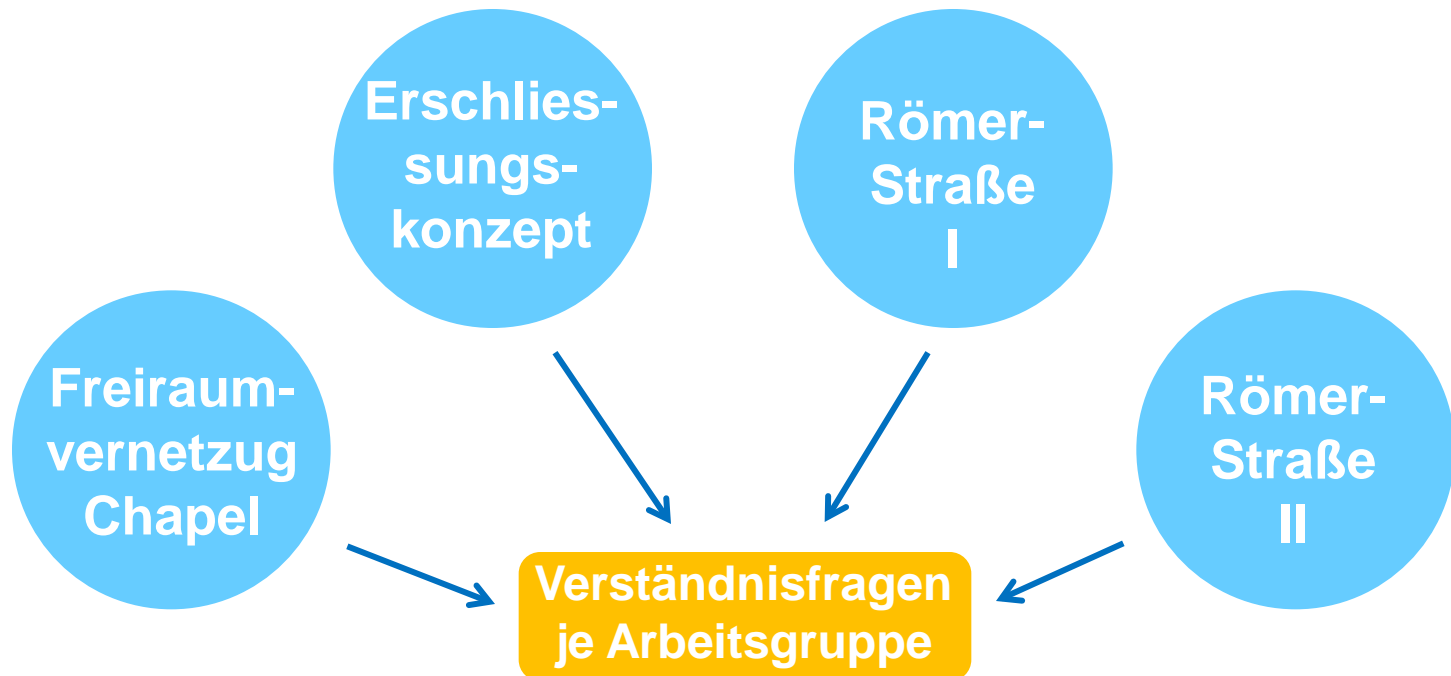 Erschlies-
sungs-
konzept
Römer-
Straße
I
Freiraum-
vernetzug
Chapel
Römer-
Straße
II
Verständnisfragen
je Arbeitsgruppe